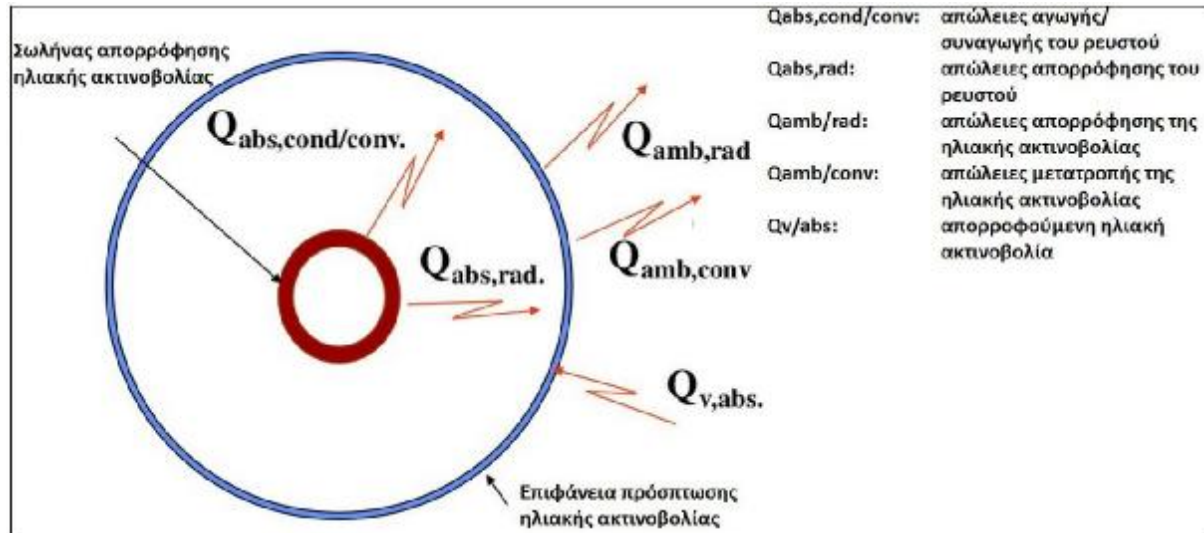 Σωλήνας απορρόφησης
ηλιακής ακτινοβολίας
Qabs,cond/conv.
Qabs,rad.
Qamb,rad
Qamb,conv
Qv,abs.
Επιφάνεια πρόσπτωσης
ηλιακής ακτινοβολίας
Qabs,cond/conv: απώλειες αγωγής/
συναγωγής του ρευστού
Qabs,rad: απώλειες απορρόφησης του
ρευστού
Qamb/rad: απώλειες απορρόφησης της
ηλιακής ακτινοβολίας
Qamb/conv: απώλειες μετατροπής της
ηλιακής ακτινοβολίας
Qv/abs: απορροφούμενη ηλιακή
ακτινοβολία